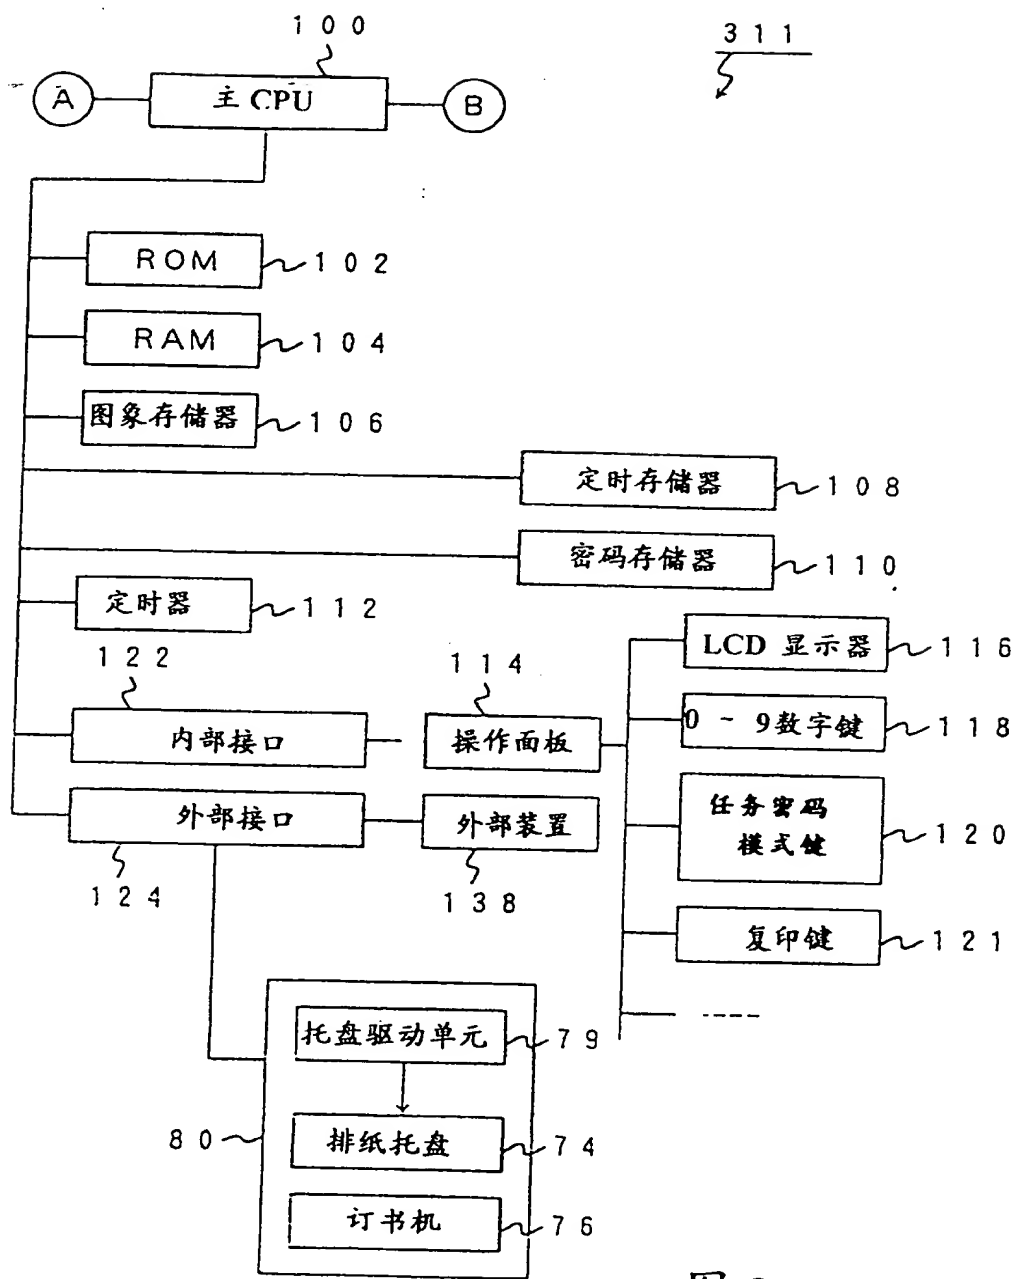 100
311
A
主CPU
B
ROM
102
RAM
104
图象存储器
106
定时存储器
108
密码存储器
110
定时器
112
122
114
LCD 显示器
116
内部接口
操作面板
0 ~ 9数字键
118
外部接口
外部装置
任务密码
模式键
120
124
138
复印键
121
托盘驱动单元
79
80
排纸托盘
74
订书机
76